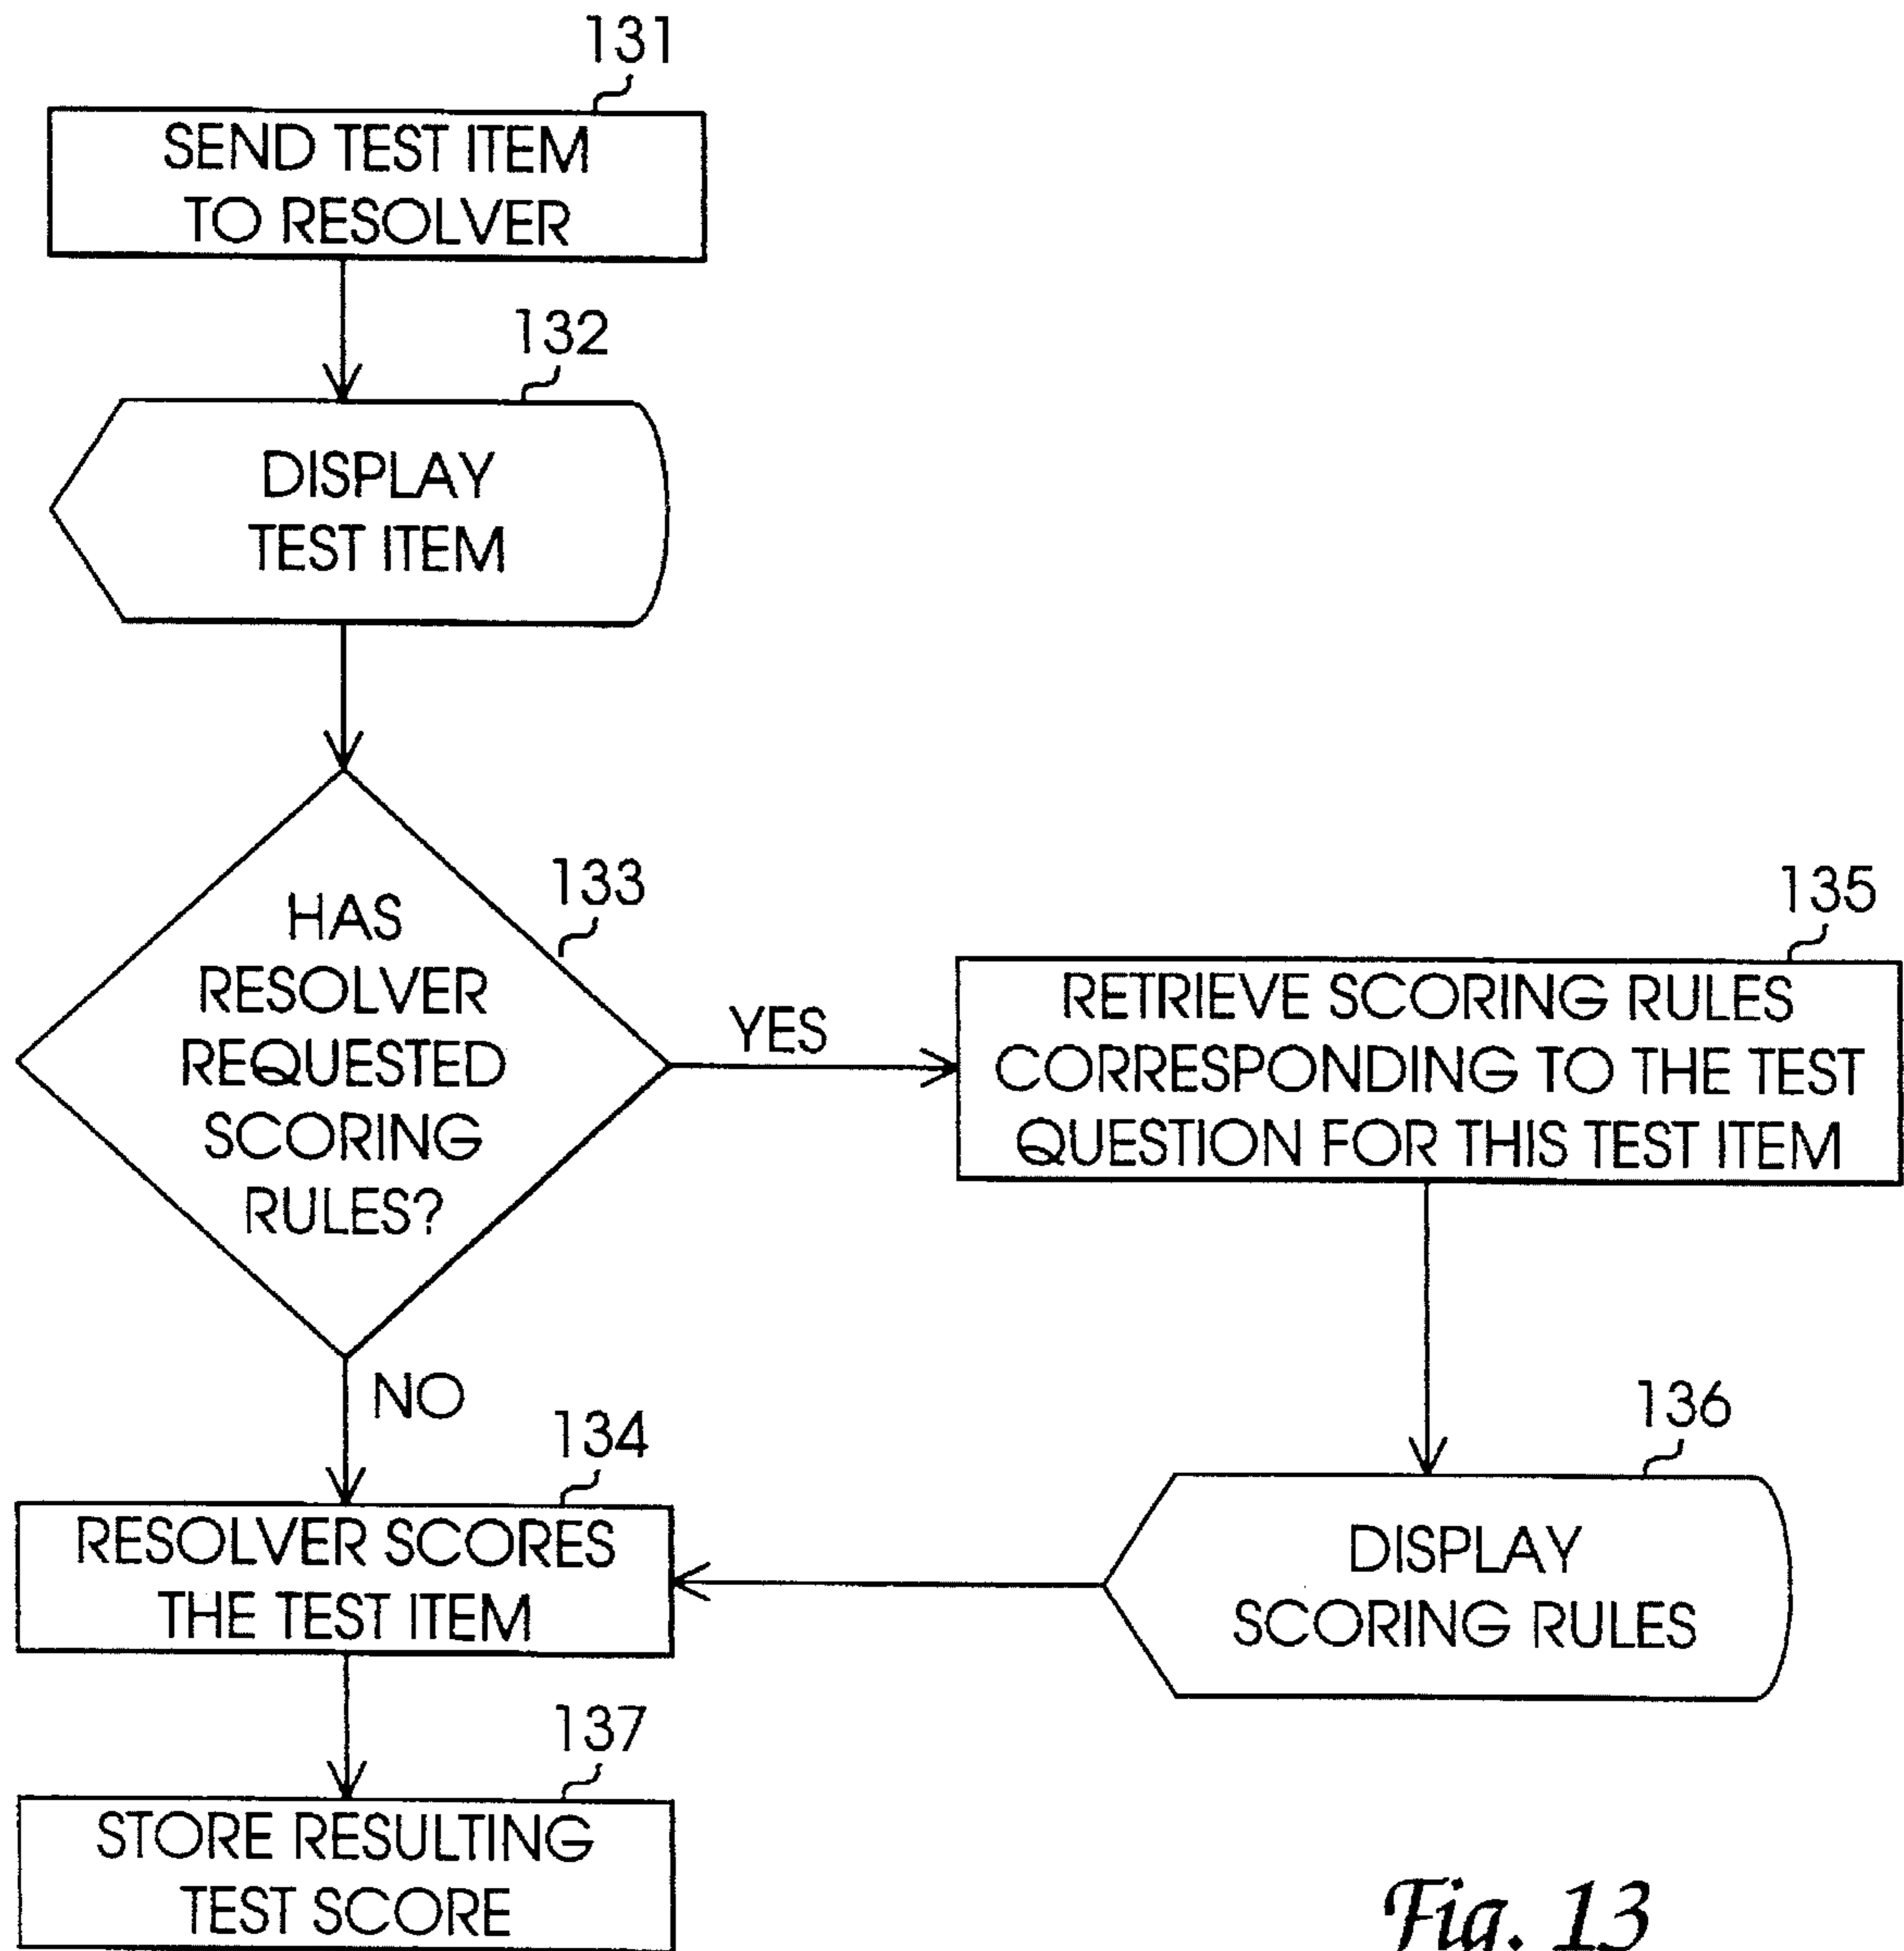 131
SEND TEST ITEM
TO RESOLVER
132
DISPLAY
TEST ITEM
133
HAS
RESOLVER
REQUESTED
SCORING
RULES?
YES
135
RETRIEVE SCORING RULES
CORRESPONDING TO THE TEST
QUESTION FOR THIS TEST ITEM
NO
134
RESOLVER SCORES
THE TEST ITEM
136
DISPLAY
SCORING RULES
137
STORE RESULTING
TEST SCORE
Fig. 13